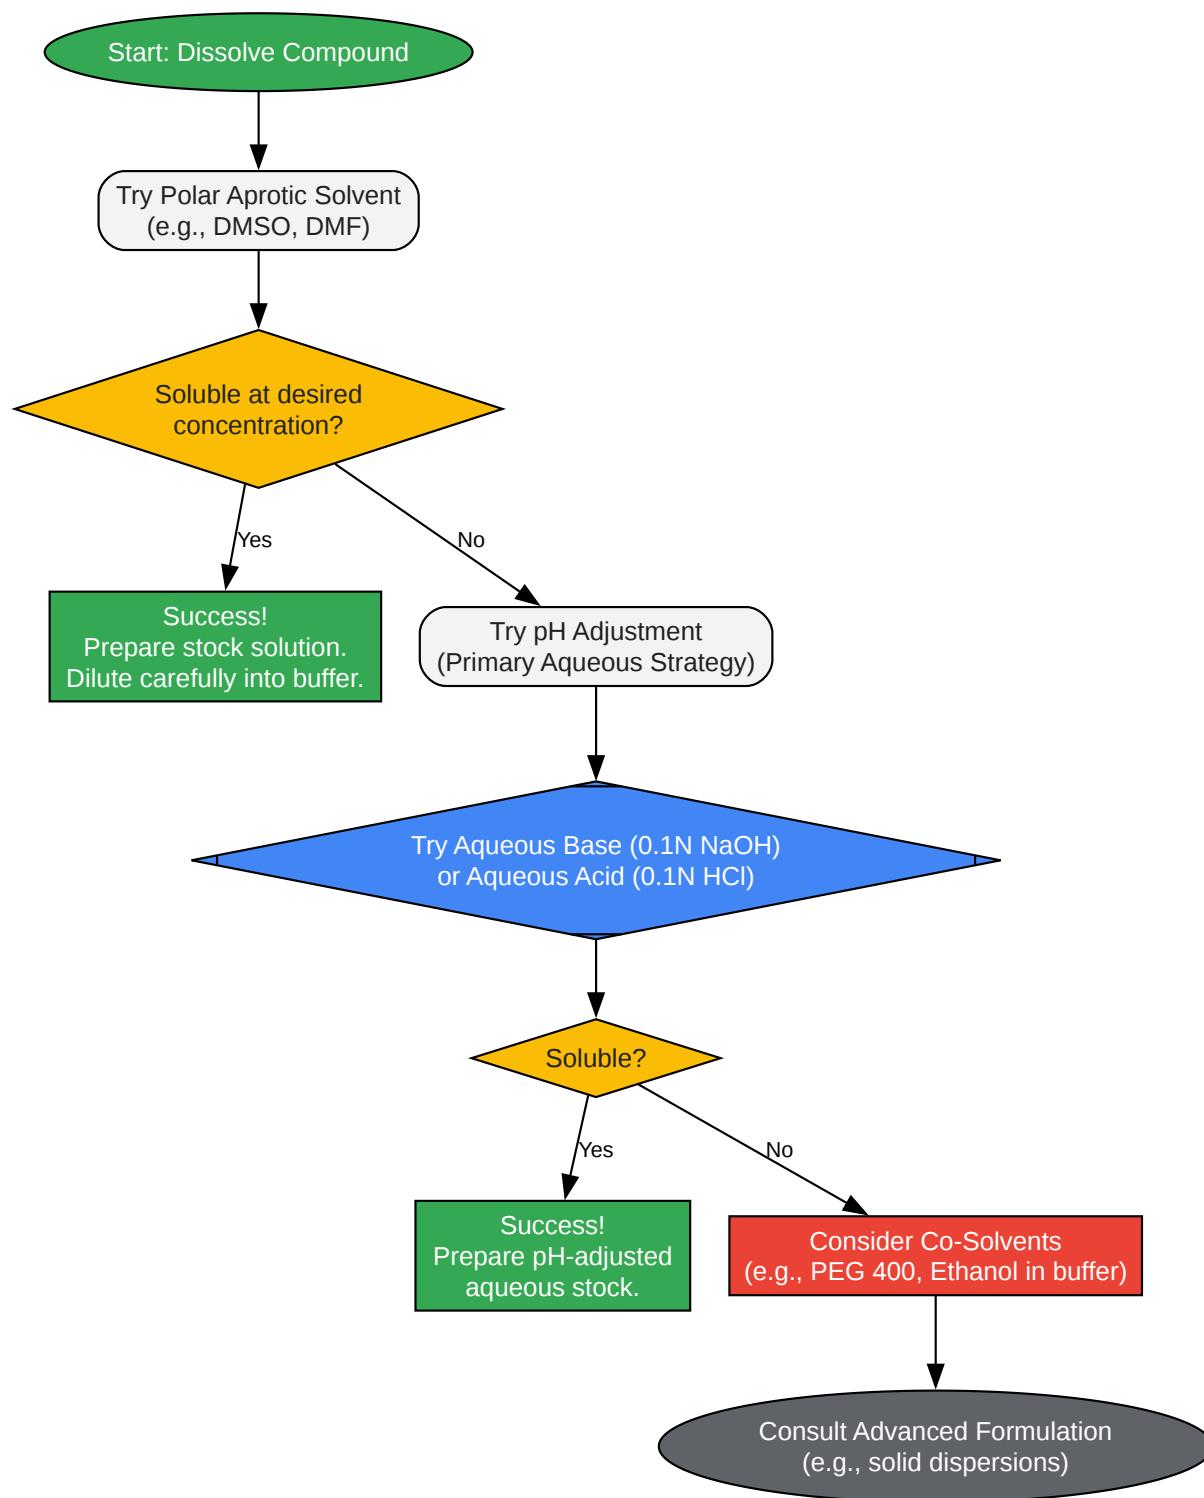 Start: Dissolve Compound
Try Polar Aprotic Solvent
(e.g., DMSO, DMF)
Soluble at desired
concentration?
Yes
No
Success!
Prepare stock solution.
Dilute carefully into buffer.
Try pH Adjustment
(Primary Aqueous Strategy)
Try Aqueous Base (0.1N NaOH)
or Aqueous Acid (0.1N HCl)
Soluble?
Yes
No
Success!
Prepare pH-adjusted
aqueous stock.
Consider Co-Solvents
(e.g., PEG 400, Ethanol in buffer)
Consult Advanced Formulation
(e.g., solid dispersions)